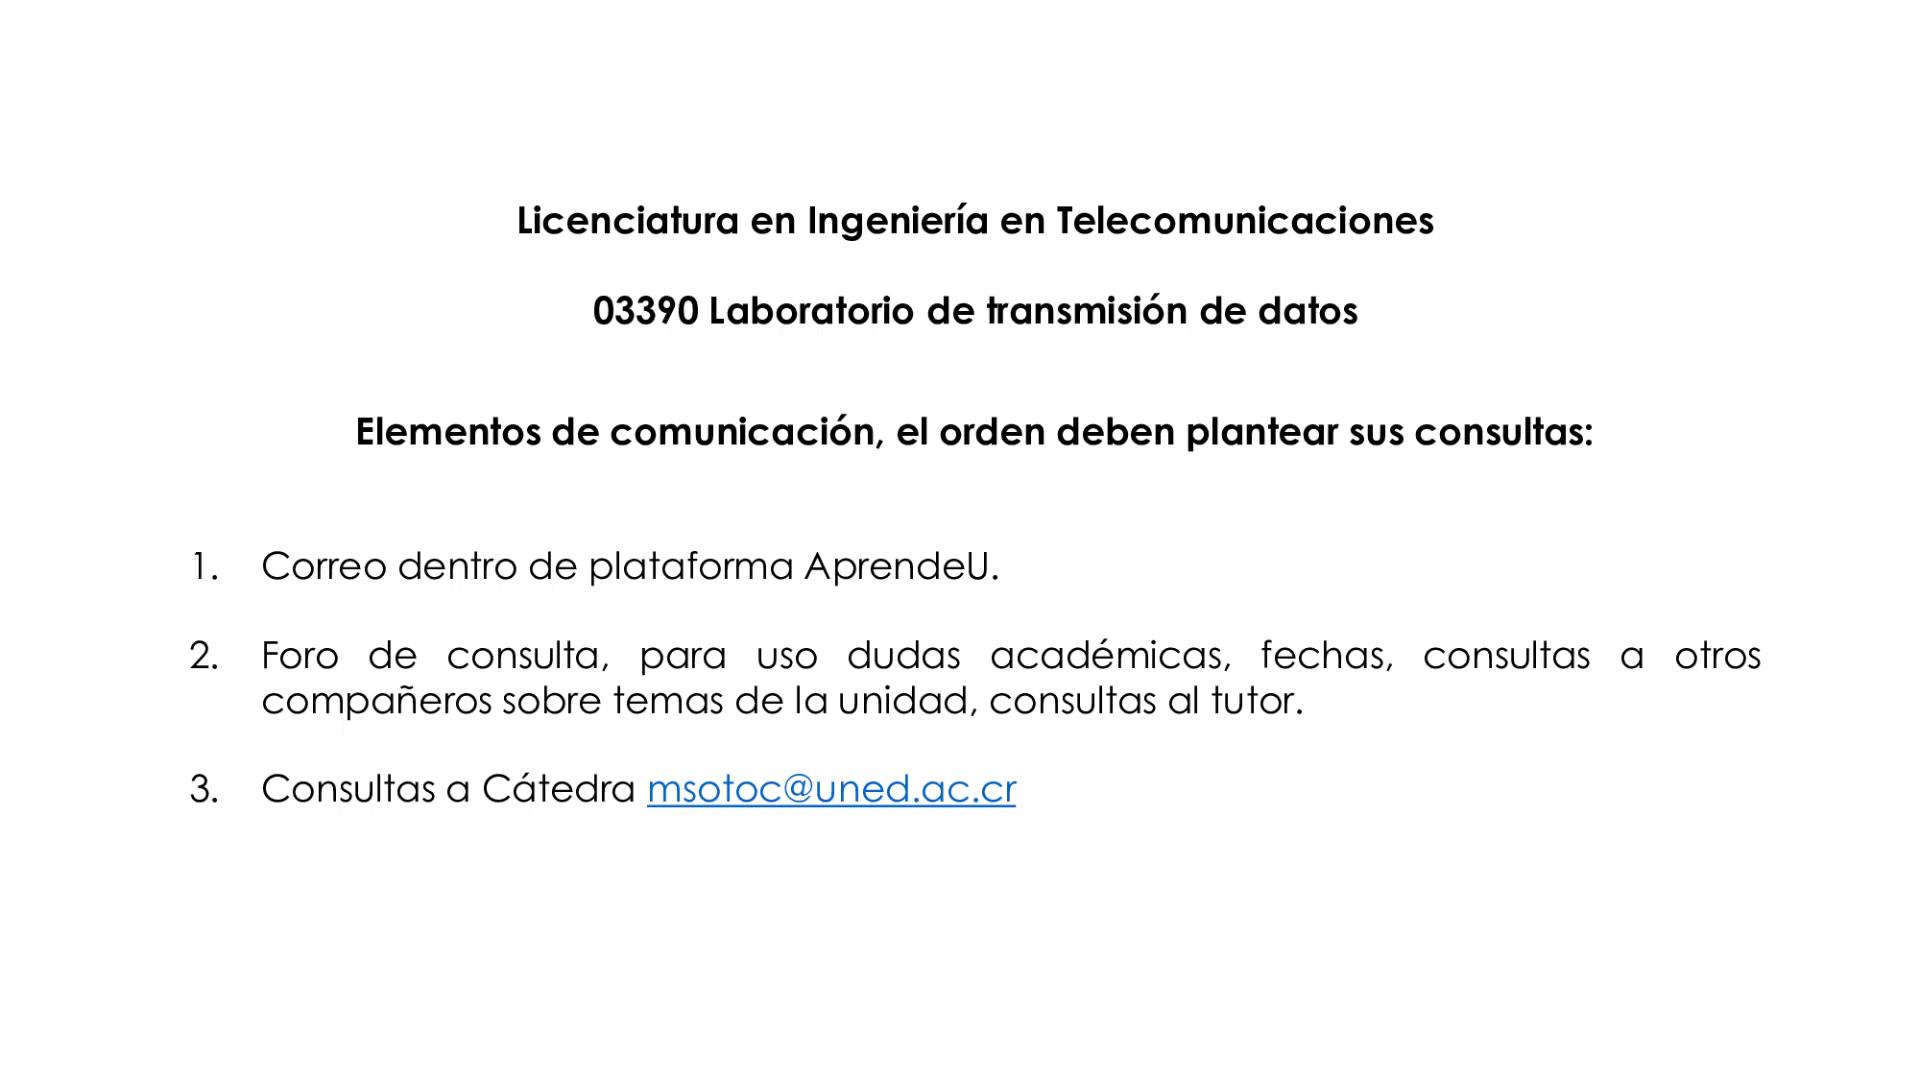 Licenciatura en Ingeniería en Telecomunicaciones
03390 Laboratorio de transmisión de datos
Elementos de comunicación, el orden deben plantear sus consultas:
1. Correo dentro de plataforma AprendeU.
2. Foro de consulta, para uso dudas académicas, fechas, consultas a otros
compañeros sobre temas de la unidad, consultas al tutor.
3. Consultas a Cátedra msotoc@uned.ac.cr